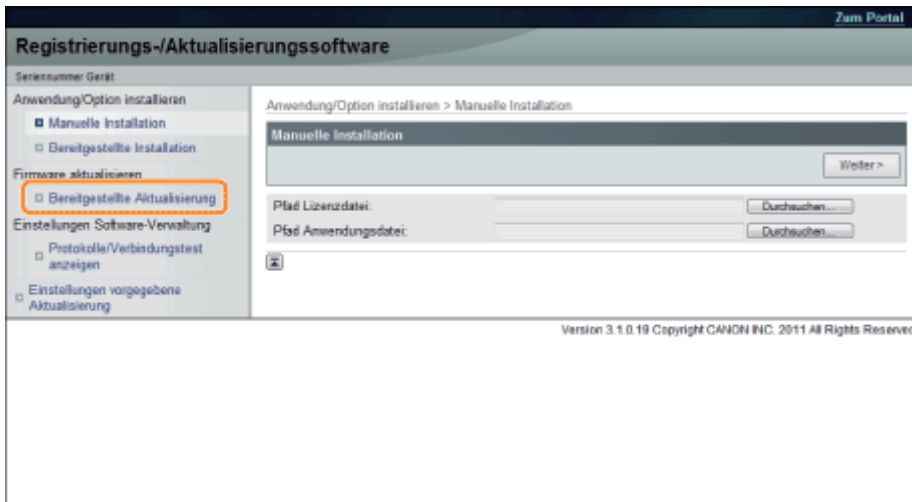 Zum Portal
Registrierungs-/Aktualisierungssoftware
Seriennummer Gerät:
Anwendung/Option installieren
Manuelle Installation
Bereitgestellte Installation
Firmware aktualisieren
Bereitgestellte Aktualisierung
Einstellungen Software-Verwaltung
Protokolle/Verbindungstest
anzeigen
Einstellungen vorgegebene
Aktualisierung
Anwendung/Option installieren > Manuelle Installation
Manuelle Installation
Weiter >
Pfad Lizenzdatei:
Durchsuchen...
Pfad Anwendungsdatei:
Durchsuchen...
Version 3.1.0.19 Copyright CANON INC. 2011 All Rights Reserved